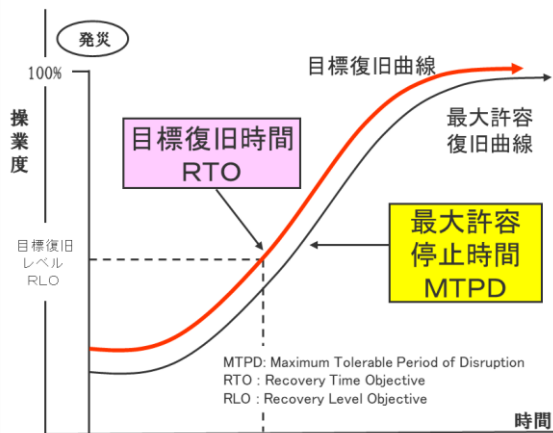 発災
100%
操業度
目標復旧曲線
最大許容
復旧曲線
目標復旧時間
RTO
最大許容
停止時間
MTPD
目標復旧
レベル
RLO
MTPD: Maximum Tolerable Period of Disruption
RTO : Recovery Time Objective
RLO : Recovery Level Objective
時間